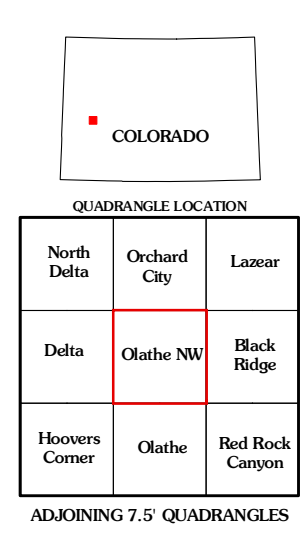 COLORADO
QUADRANGLE LOCATION
North
Delta
Orchard
City
Lazear
Delta
Olathe NW
Black
Ridge
Hoovers
Corner
Olathe
Red Rock
Canyon
ADJOINING 7.5' QUADRANGLES